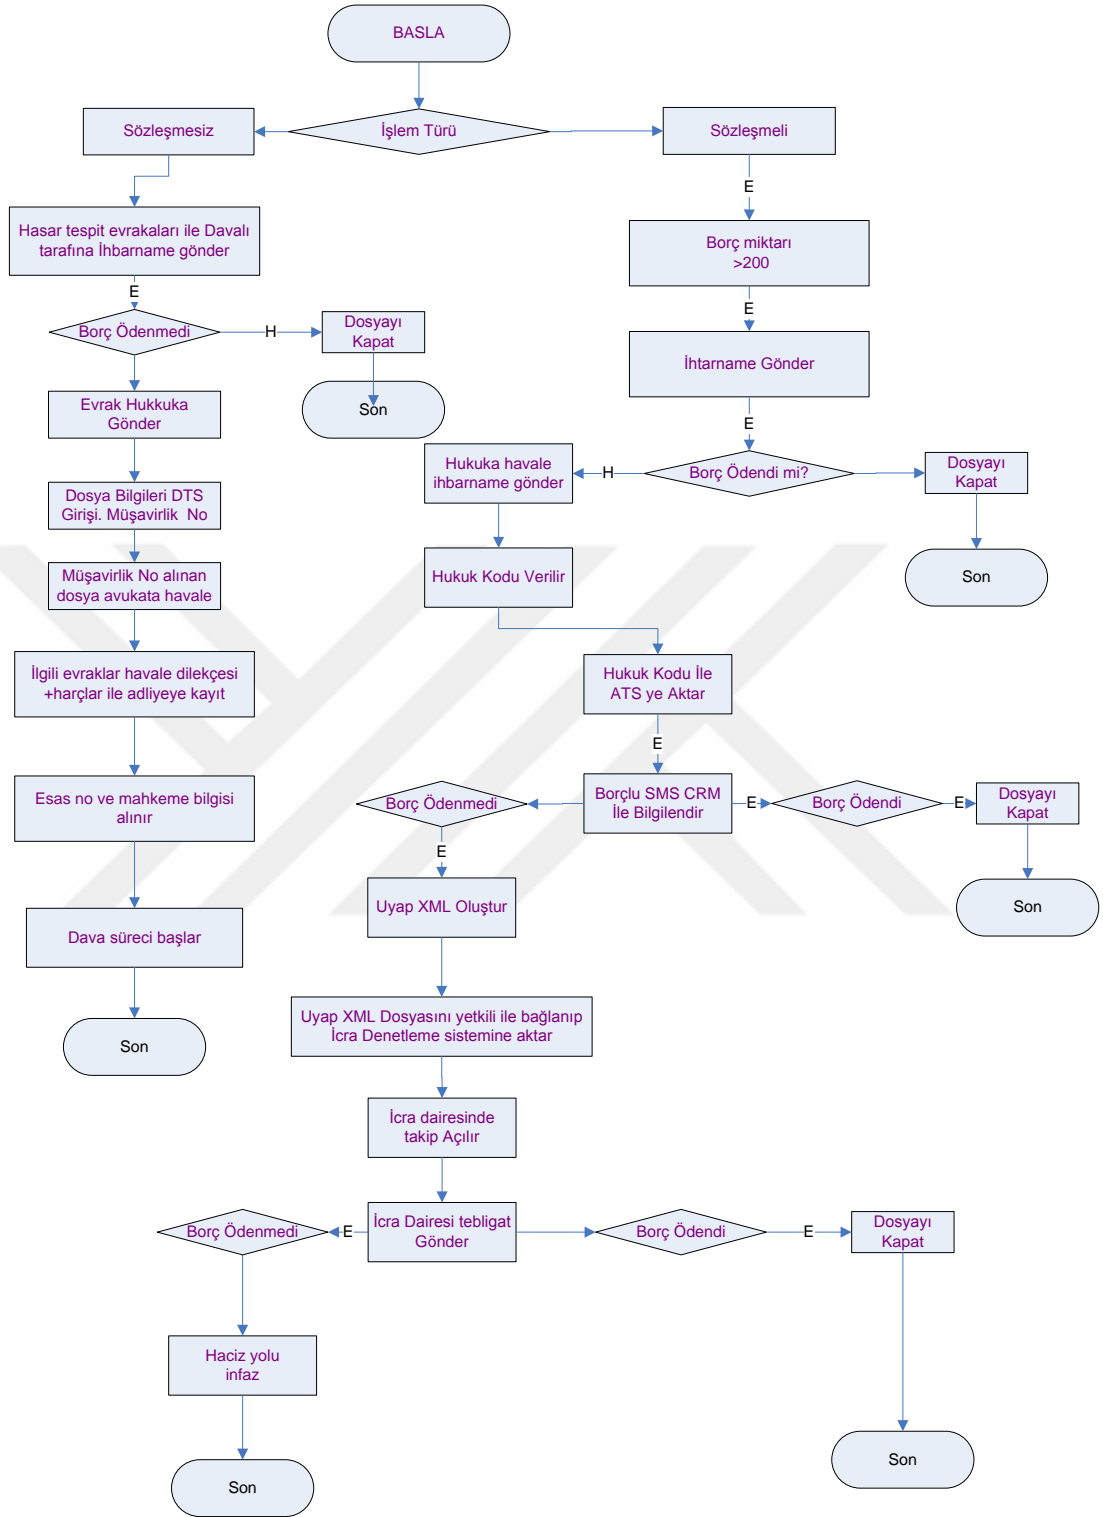 BASLA
Sözleşmesiz
İşlem Türü
Sözleşmeli
E
Hasar tespit evrakaları ile Davalı
tarafına İhbarname gönder
Borç miktarı
>200
E
E
Borç Ödenmedi
H
Dosyayı
Kapat
İhtarname Gönder
Son
Evrak Hukkuka
Gönder
E
Hukuka havale
ihbarname gönder
H
Borç Ödendi mi?
Dosyayı
Kapat
Dosya Bilgileri DTS
Girişi. Müşavirlik No
Müşavirlik No alınan
dosya avukata havale
Hukuk Kodu Verilir
Son
İlgili evraklar havale dilekçesi
+harçlar ile adliyeye kayıt
Hukuk Kodu İle
ATS ye Aktar
E
Esas no ve mahkeme bilgisi
alınır
Borç Ödenmedi
Borçlu SMS CRM
İle Bilgilendir
E
Borç Ödendi
E
Dosyayı
Kapat
E
Uyap XML Oluştur
Son
Dava süreci başlar
Uyap XML Dosyasını yetkili ile bağlanıp
İcra Denetleme sistemine aktar
Son
İcra dairesinde
takip Açılır
Borç Ödenmedi
E
İcra Dairesi tebligat
Gönder
Borç Ödendi
E
Dosyayı
Kapat
Haciz yolu
infaz
Son
Son